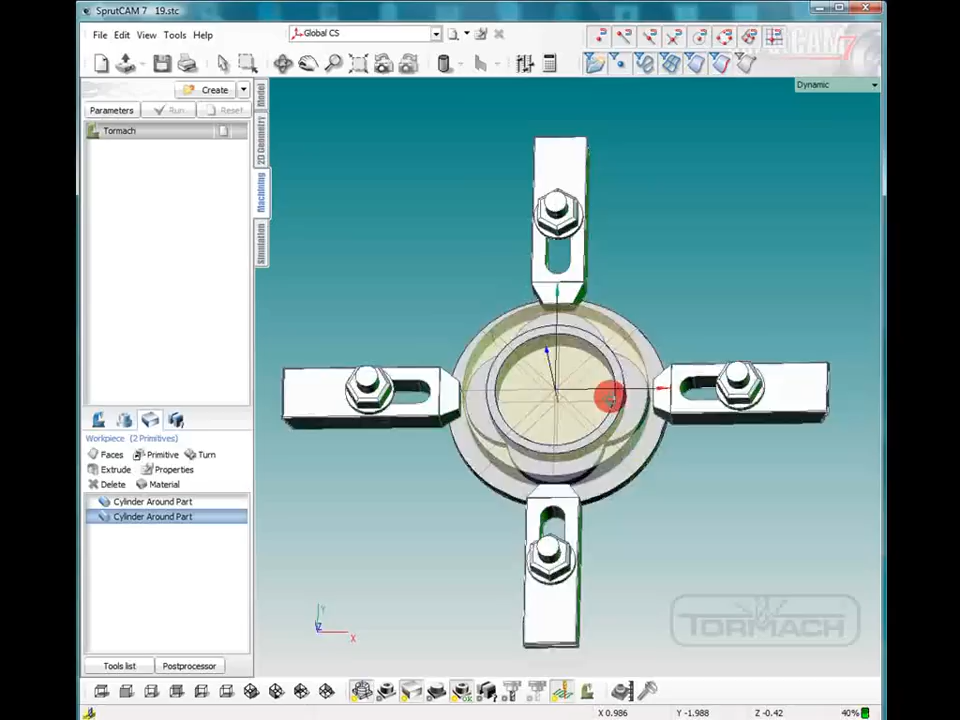 SprutCAM 7    19.stc
File Edit View Tools Help
Global CS
7
Create
Dynamic
Parameters Run Reset
Tormach
Model
2D Geometry
Machining
Simulation
Workpiece (2 Primitives)
Faces Primitive Turn
Extrude Properties
Delete Material
Cylinder Around Part
Cylinder Around Part
Y
Z
X
TORMACH
Tools list Postprocessor
X 0.986 Y -1.988 Z -0.42 40%